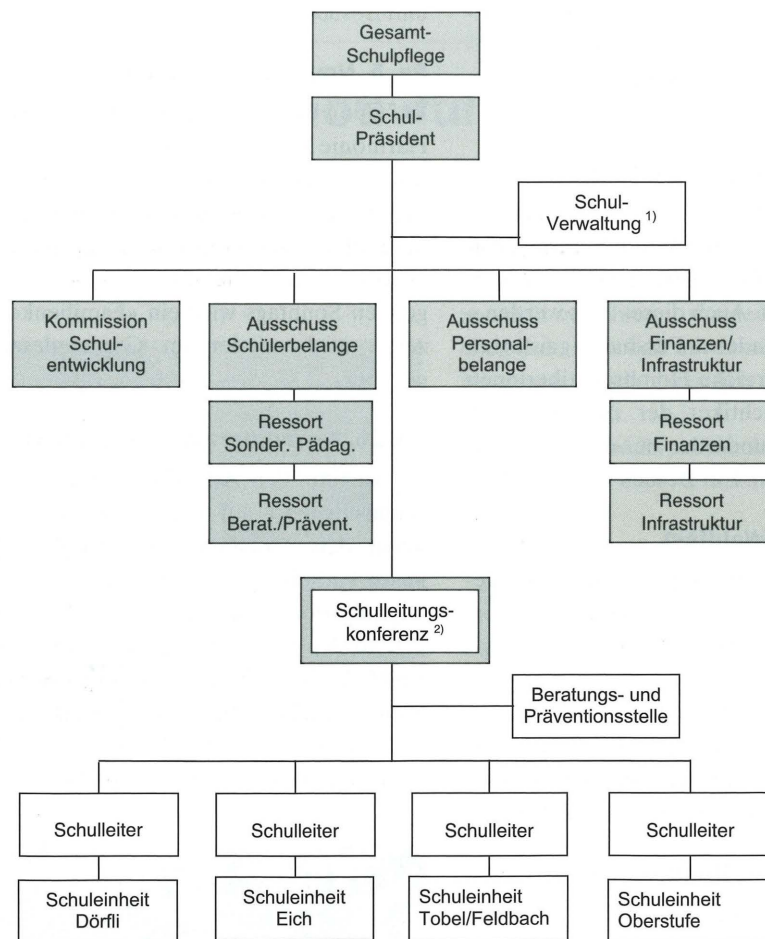 Gesamt-
Schulpflege
Schul-
Präsident
Schul-
Verwaltung 1)
Kommission
Schul-
entwicklung
Ausschuss
Schülerbelange
Ausschuss
Personal-
belange
Ausschuss
Finanzen/
Infrastruktur
Ressort
Sonder. Pädag.
Ressort
Finanzen
Ressort
Berat./Prävent.
Ressort
Infrastruktur
Schulleitungs-
konferenz 2)
Beratungs- und
Präventionsstelle
Schulleiter
Schulleiter
Schulleiter
Schulleiter
Schuleinheit
Dörfli
Schuleinheit
Eich
Schuleinheit
Tobel/Feldbach
Schuleinheit
Oberstufe